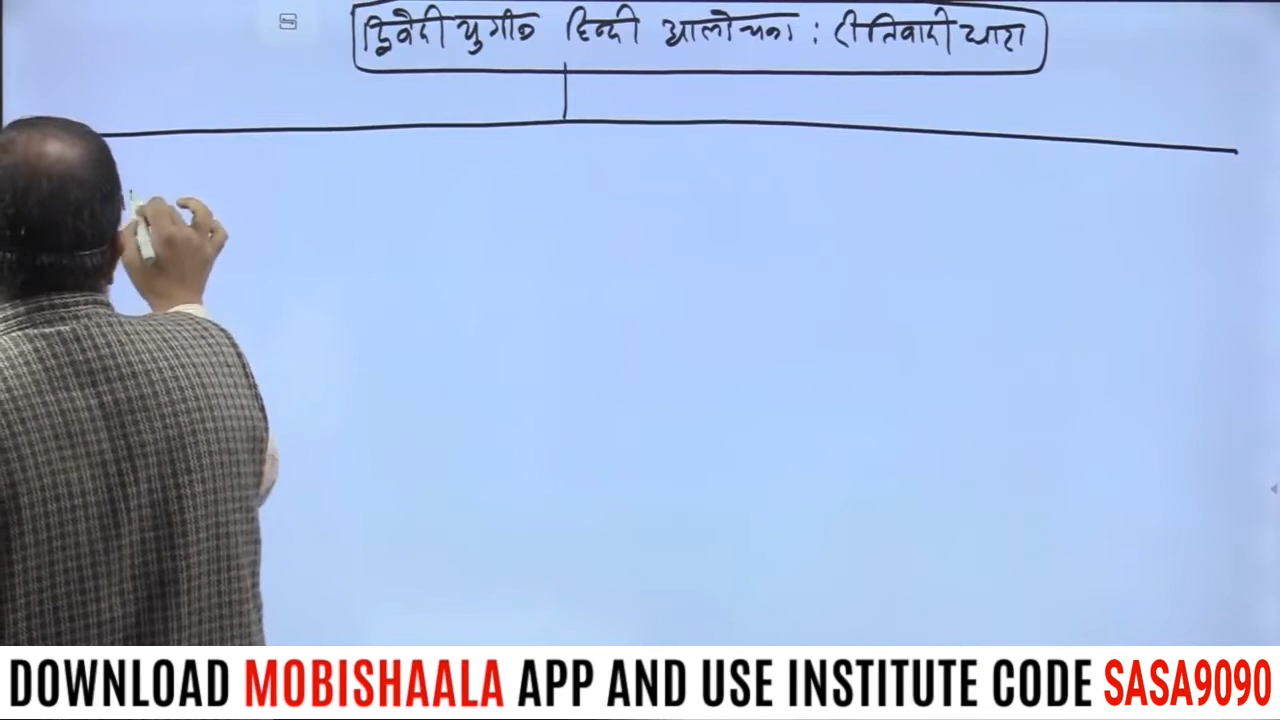 द्विवेदी युगीन हिन्दी आलोचना : रीतिवादी धारा
DOWNLOAD MOBISHAALA APP AND USE INSTITUTE CODE SASA9090